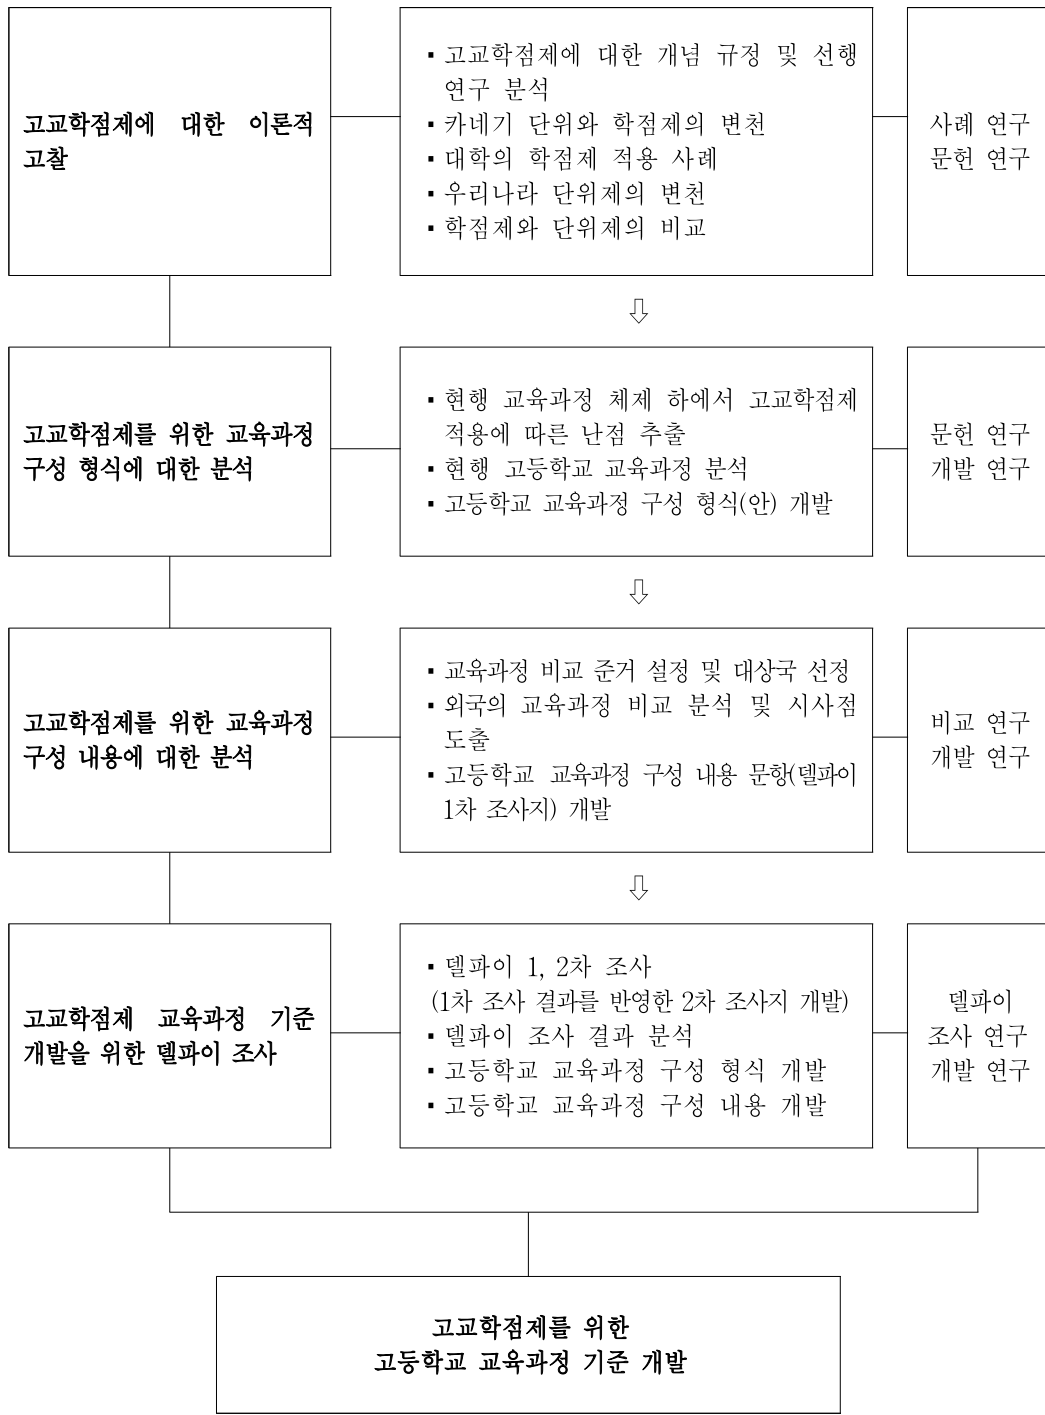 고교학점제에 대한 이론적
고찰
▪ 고교학점제에 대한 개념 규정 및 선행
연구 분석
▪ 카네기 단위와 학점제의 변천
▪ 대학의 학점제 적용 사례
▪ 우리나라 단위제의 변천
▪ 학점제와 단위제의 비교
사례 연구
문헌 연구
⇩
고교학점제를 위한 교육과정
구성 형식에 대한 분석
▪ 현행 교육과정 체제 하에서 고교학점제
적용에 따른 난점 추출
▪ 현행 고등학교 교육과정 분석
▪ 고등학교 교육과정 구성 형식(안) 개발
문헌 연구
개발 연구
⇩
고교학점제를 위한 교육과정
구성 내용에 대한 분석
▪ 교육과정 비교 준거 설정 및 대상국 선정
▪ 외국의 교육과정 비교 분석 및 시사점
도출
▪ 고등학교 교육과정 구성 내용 문항(델파이
1차 조사지) 개발
비교 연구
개발 연구
⇩
고교학점제 교육과정 기준
개발을 위한 델파이 조사
▪ 델파이 1, 2차 조사
(1차 조사 결과를 반영한 2차 조사지 개발)
▪ 델파이 조사 결과 분석
▪ 고등학교 교육과정 구성 형식 개발
▪ 고등학교 교육과정 구성 내용 개발
델파이
조사 연구
개발 연구
고교학점제를 위한
고등학교 교육과정 기준 개발